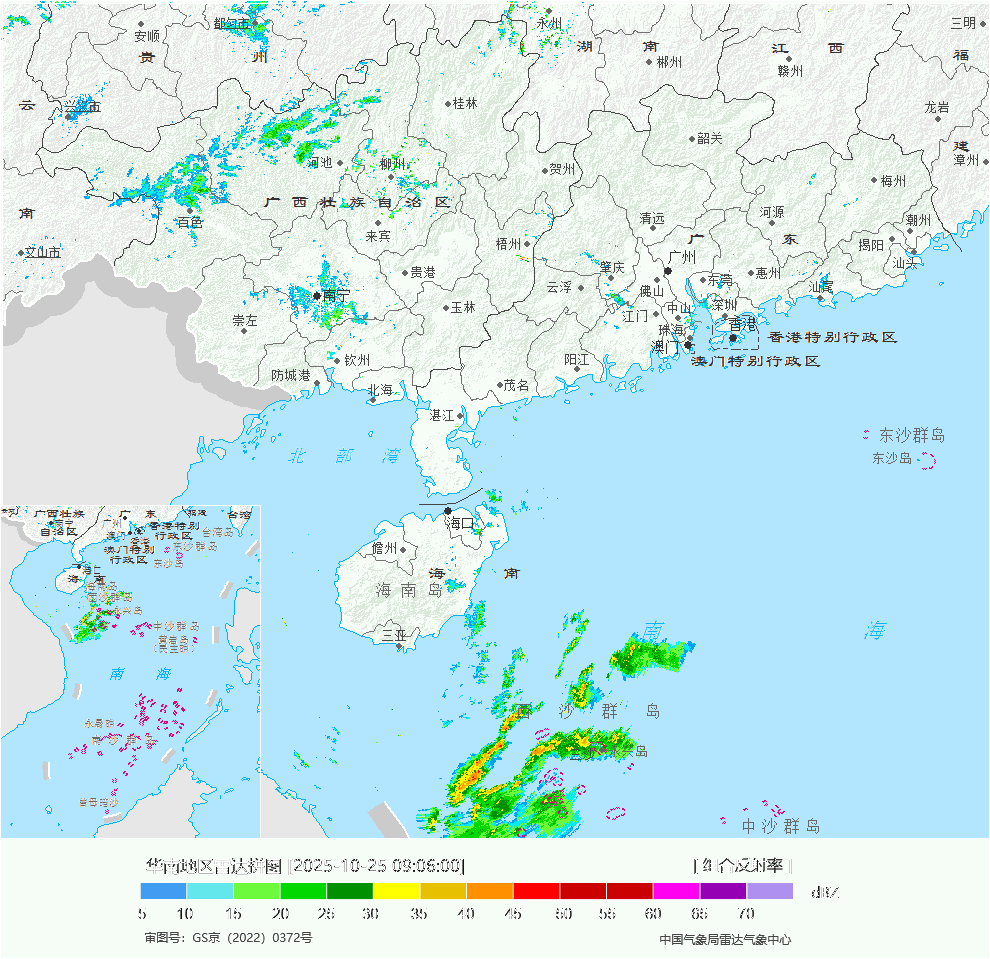 都匀市
永州
三明
安顺
湖 南
江 西
贵 州
福
郴州
赣州
云
兴 市
桂林
龙岩
韶关
建
河池
柳州
贺州
漳州
梅州
广 西 壮 族 自 治 区
南
百色
清远
河源
潮州
来宾
梧州
广 东
揭阳
文山市
肇庆
广州
汕头
贵港
东莞
惠州
云浮
佛山
汕尾
南宁
玉林
江门
中山
深圳
崇左
珠海
香港
香港特别行政区
澳门
澳门特别行政区
钦州
阳江
防城港
茂名
北海
湛江
东沙群岛
北 部 湾
东沙岛
海口
儋州
海 南
海 南 岛
三亚
南 海
西 沙 群 岛
中 沙 群 岛
广西壮族
自治区
广 东
台湾
广州
香港特别
行政区
台湾岛
澳门特别
行政区
东沙群岛
东沙岛
海 南
永兴岛
中沙群岛
黄岩岛
南 海
永暑礁
南 沙 群 岛
曾母暗沙
华南地区雷达拼图 [2025-10-25 09:06:00]
[ 组合反射率 ]
5 10 15 20 25 30 35 40 45 50 55 60 65 70
dBZ
审图号：GS京（2022）0372号
中国气象局雷达气象中心